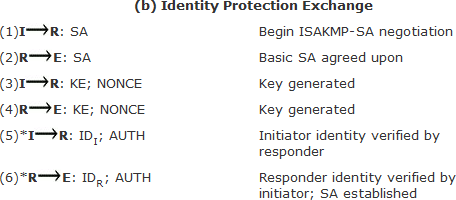 (b) Identity Protection Exchange
(1)I→R: SA Begin ISAKMP-SA negotiation
(2)R→E: SA Basic SA agreed upon
(3)I→R: KE; NONCE Key generated
(4)R→E: KE; NONCE Key generated
(5)*I→R: IDI; AUTH Initiator identity verified by
responder
(6)*R→E: IDR; AUTH Responder identity verified by
initiator; SA established